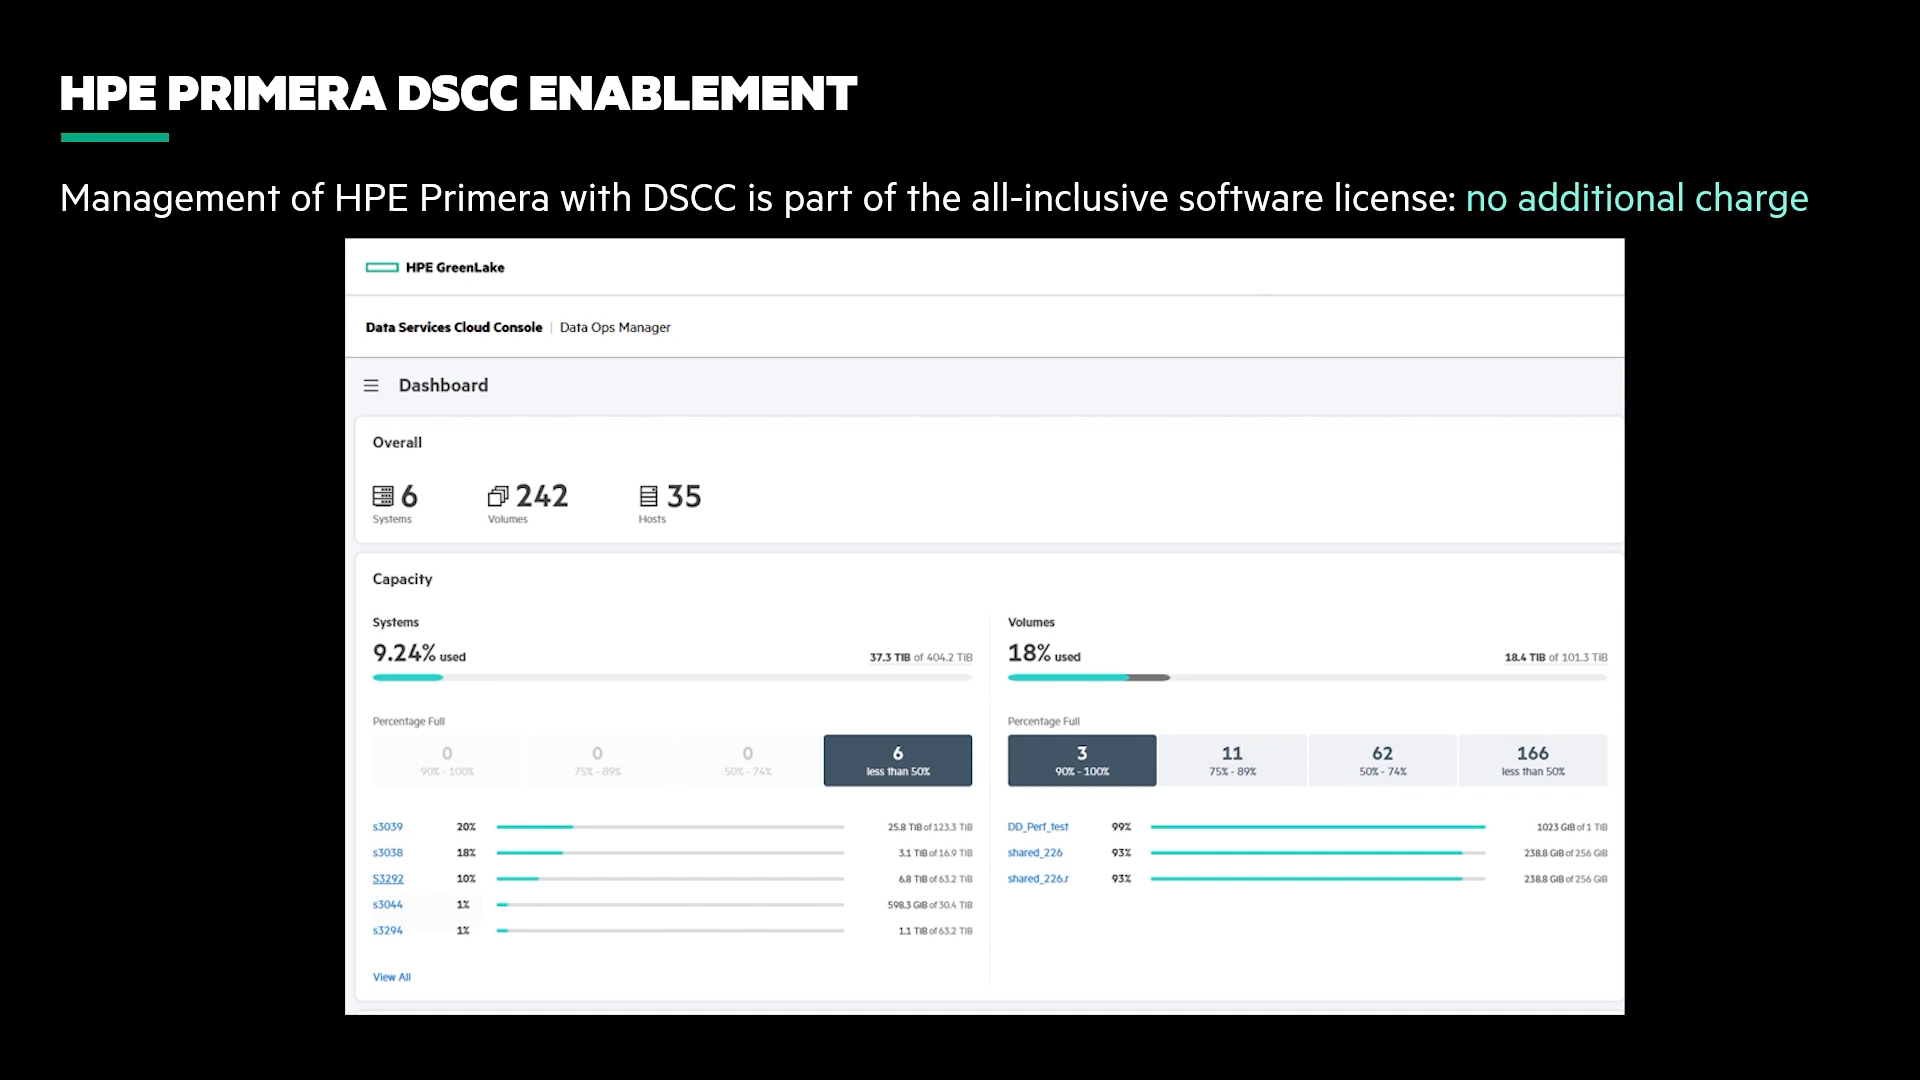 HPE PRIMERA DSCC ENABLEMENT
Management of HPE Primera with DSCC is part of the all-inclusive software license: no additional charge
HPE GreenLake
Data Services Cloud Console | Data Ops Manager
Dashboard
Overall
6 242 35
Systems Volumes Hosts
Capacity
Systems
9.24% used 37.3 TiB of 404.2 TiB
Percentage Full
0 0 0 6
90% - 100% 75% - 89% 50% - 74% less than 50%
s3039 20% 25.8 TiB of 123.3 TiB
s3038 18% 3.1 TiB of 16.9 TiB
S3292 10% 6.8 TiB of 63.2 TiB
s3044 1% 598.3 GiB of 30.4 TiB
s3294 1% 1.1 TiB of 63.2 TiB
View All
Volumes
18% used 18.4 TiB of 101.3 TiB
Percentage Full
3 11 62 166
90% - 100% 75% - 89% 50% - 74% less than 50%
DD_Perf_test 99% 1023 GiB of 1 TiB
shared_226 93% 238.8 GiB of 256 GiB
shared_226.r 93% 238.8 GiB of 256 GiB